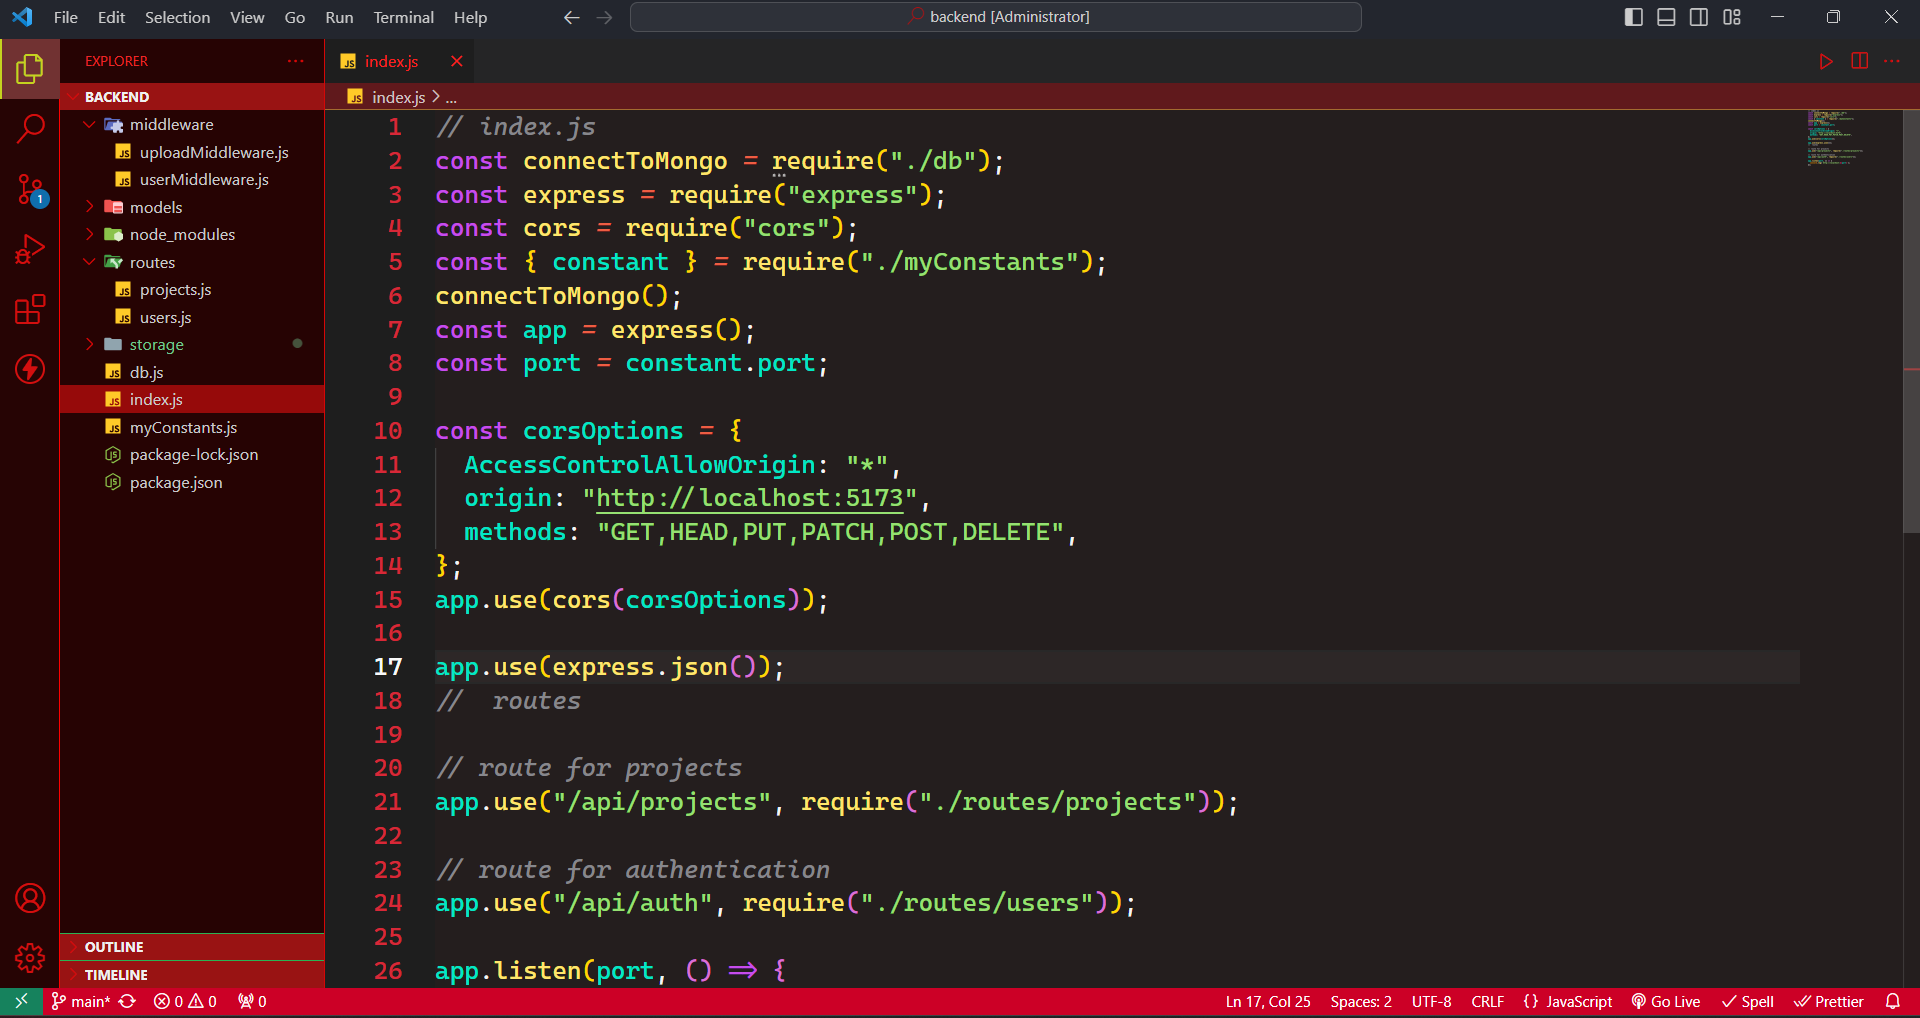 File Edit Selection View Go Run Terminal Help
backend [Administrator]
EXPLORER
BACKEND
middleware
uploadMiddleware.js
userMiddleware.js
models
node_modules
routes
projects.js
users.js
storage
db.js
index.js
myConstants.js
package-lock.json
package.json
OUTLINE
TIMELINE
1
index.js
index.js > ...
1 // index.js
2 const connectToMongo = require("./db");
3 const express = require("express");
4 const cors = require("cors");
5 const { constant } = require("./myConstants");
6 connectToMongo();
7 const app = express();
8 const port = constant.port;
9
10 const corsOptions = {
11 AccessControlAllowOrigin: "*",
12 origin: "http://localhost:5173",
13 methods: "GET,HEAD,PUT,PATCH,POST,DELETE",
14 };
15 app.use(cors(corsOptions));
16
17 app.use(express.json());
18 //  routes
19
20 // route for projects
21 app.use("/api/projects", require("./routes/projects"));
22
23 // route for authentication
24 app.use("/api/auth", require("./routes/users"));
25
26 app.listen(port, () => {
main* 0 0 0 Ln 17, Col 25 Spaces: 2 UTF-8 CRLF {} JavaScript Go Live Spell Prettier